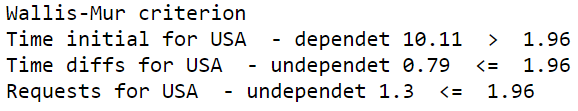 Wallis-Mur criterion
Time initial for USA  - dependet 10.11  >  1.96
Time diffs for USA  - undependet 0.79  <=  1.96
Requests for USA  - undependet 1.3  <=  1.96